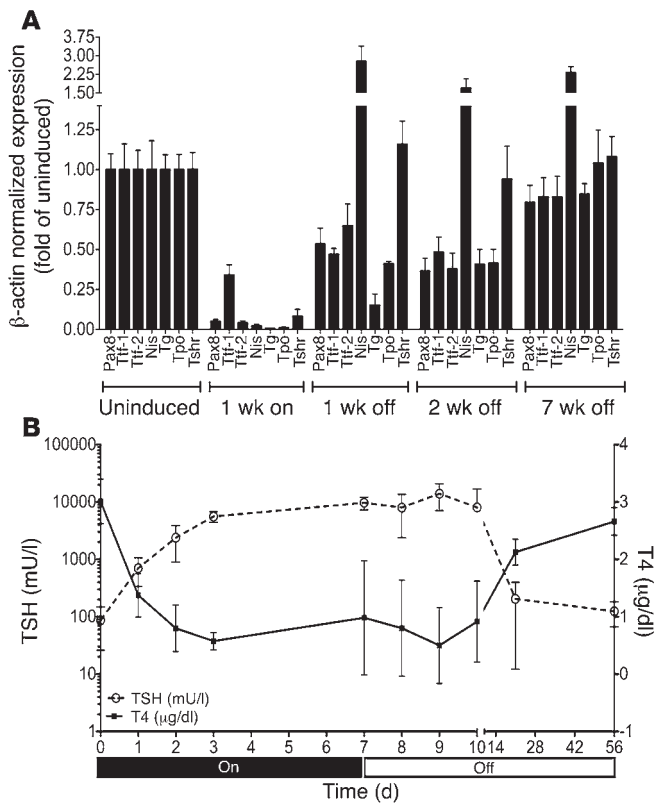 A
β-actin normalized expression
(fold of uninduced)
3.75
3.00
2.25
1.50
1.25
1.00
0.75
0.50
0.25
0.00
Pax8 Ttf-1 Ttf-2 Nis Tg Tpo Tshr
Pax8 Ttf-1 Ttf-2 Nis Tg Tpo Tshr
Pax8 Ttf-1 Ttf-2 Nis Tg Tpo Tshr
Pax8 Ttf-1 Ttf-2 Nis Tg Tpo Tshr
Pax8 Ttf-1 Ttf-2 Nis Tg Tpo Tshr
Uninduced 1 wk on 1 wk off 2 wk off 7 wk off
B
TSH (mU/l)
100000
10000
1000
100
10
1
4
3
2
1
0
-1
T4 (μg/dl)
TSH (mU/l)
T4 (μg/dl)
0 1 2 3 4 5 6 7 8 9 10 14 28 42 56
On Off
Time (d)